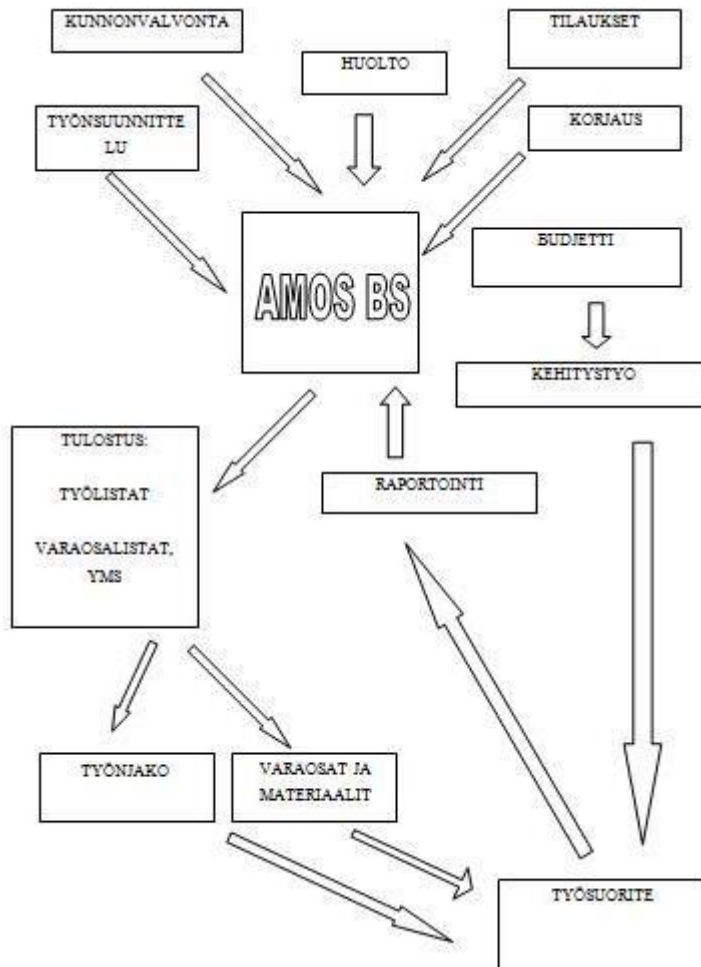 KUNNONVALVONTA
TILAUKSET
HUOLTO
TYÖNSUUNNITTE
LU
KORJAUS
AMOS BS
BUDJETTI
KEHITYSTYO
TULOSTUS:
TYÖLISTAT
VARAOSALISTAT,
YMS
RAPORTOINTI
TYÖNJAKO
VARAOSAT JA
MATERIAALIT
TYÖSUORITE